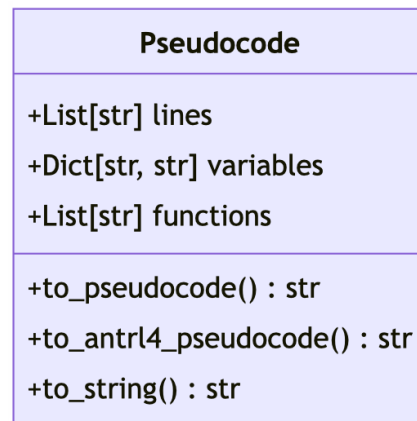 Pseudocode
+List[str] lines
+Dict[str, str] variables
+List[str] functions
+to_pseudocode() : str
+to_antrl4_pseudocode() : str
+to_string() : str